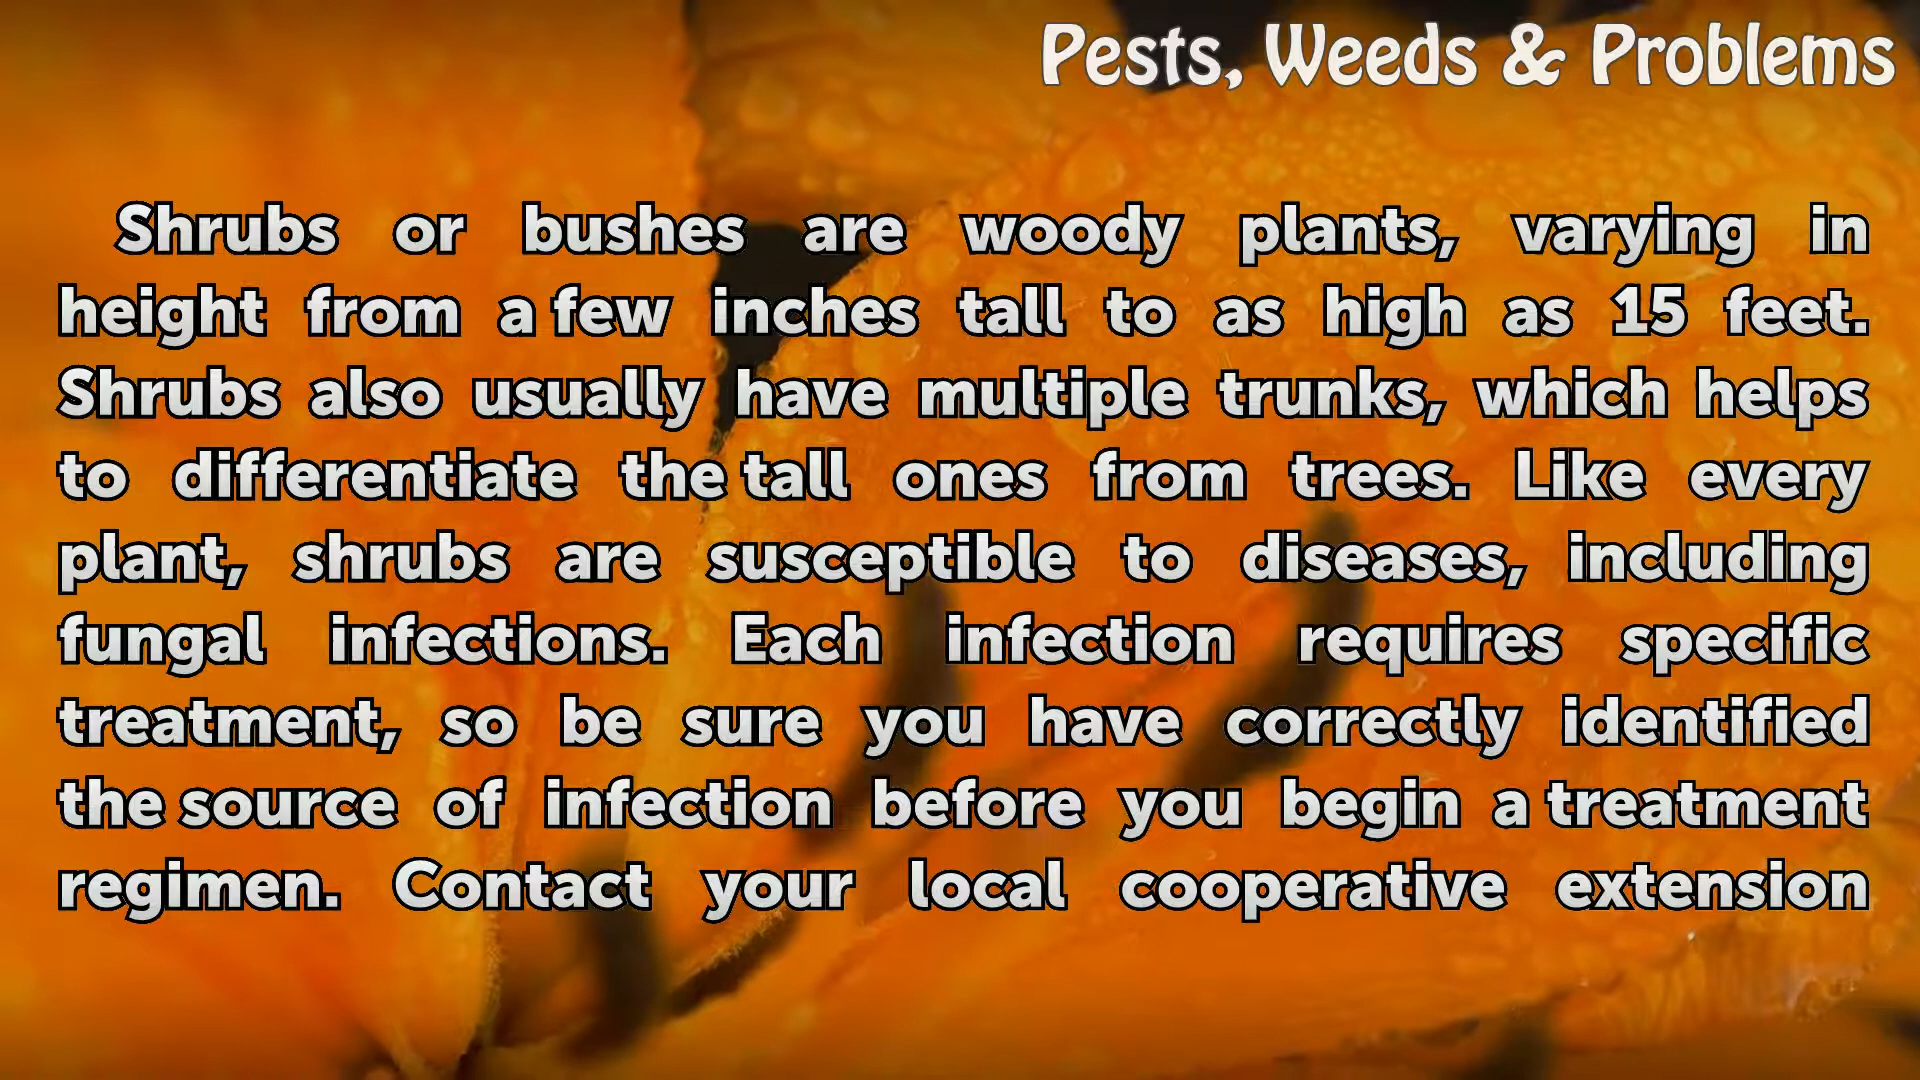 Pests, Weeds & Problems
Shrubs or bushes are woody plants, varying in
height from a few inches tall to as high as 15 feet.
Shrubs also usually have multiple trunks, which helps
to differentiate the tall ones from trees. Like every
plant, shrubs are susceptible to diseases, including
fungal infections. Each infection requires specific
treatment, so be sure you have correctly identified
the source of infection before you begin a treatment
regimen. Contact your local cooperative extension